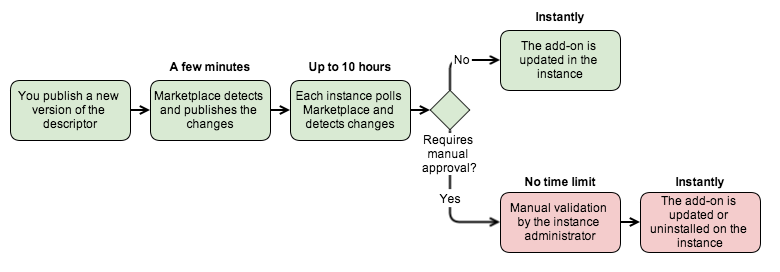 Instantly
A few minutes
Up to 10 hours
No
The add-on is
updated in the
instance
You publish a new
version of the
descriptor
Marketplace detects
and publishes the
changes
Each instance polls
Marketplace and
detects changes
Requires
manual
approval?
Yes
No time limit
Instantly
Manual validation
by the instance
administrator
The add-on is
updated or
uninstalled on the
instance